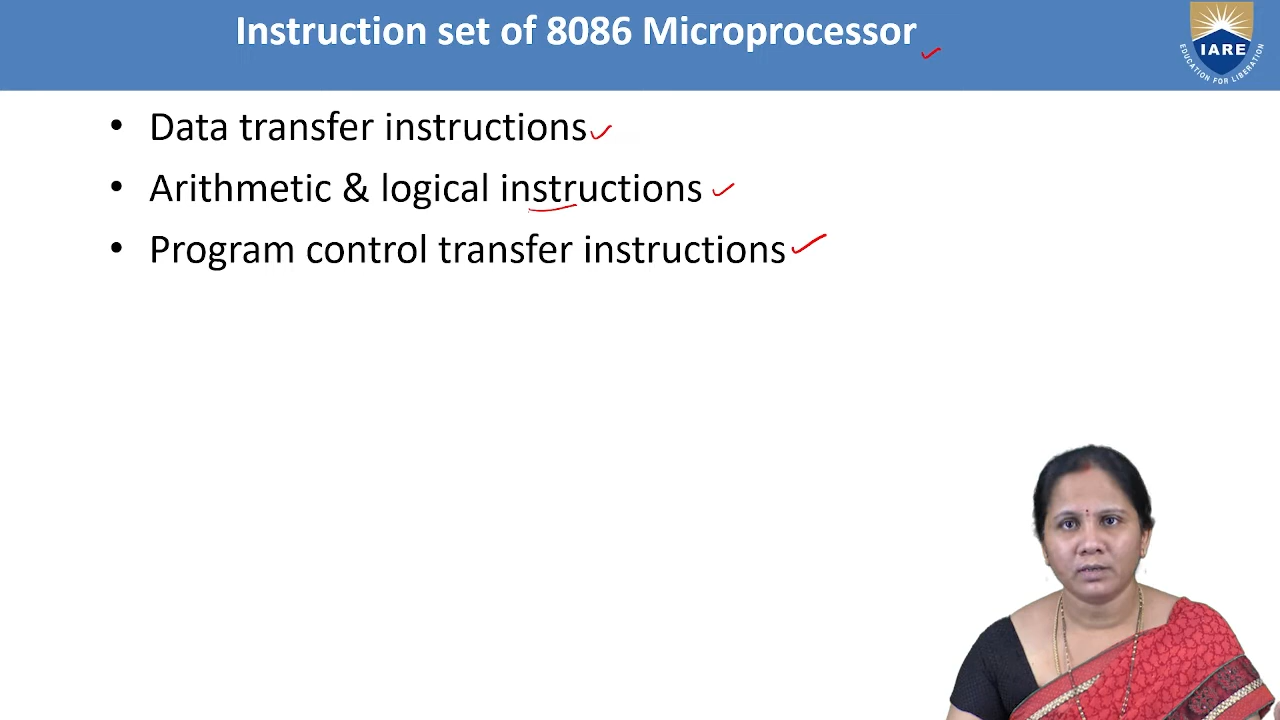 Instruction set of 8086 Microprocessor
IARE
EDUCATION FOR LIBERATION
• Data transfer instructions
• Arithmetic & logical instructions
• Program control transfer instructions